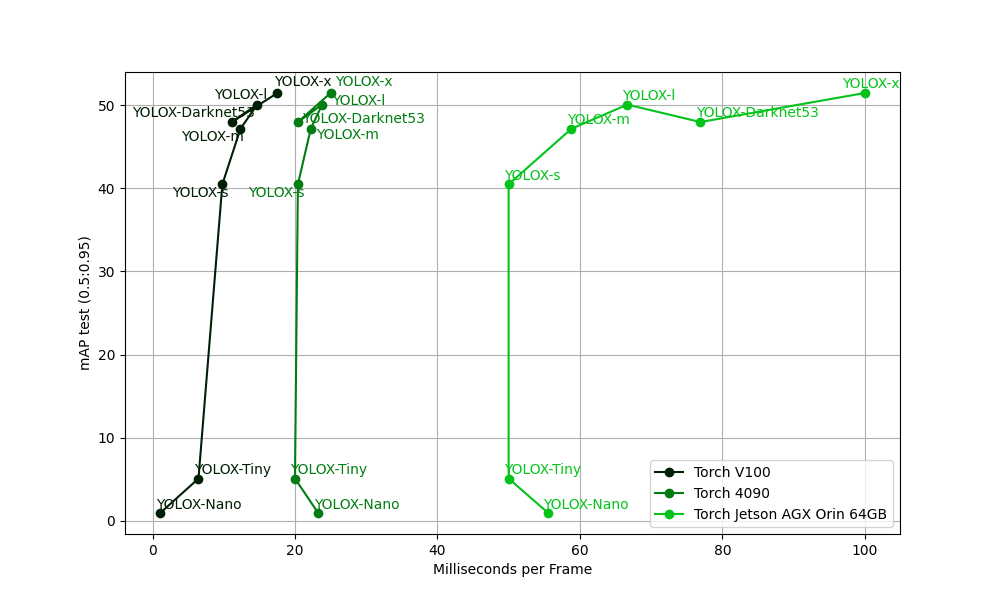 YOLOX-x
YOLOX-x
YOLOX-x
YOLOX-l
YOLOX-l
YOLOX-l
YOLOX-Darknet53
YOLOX-Darknet53
YOLOX-Darknet53
YOLOX-m
YOLOX-m
YOLOX-m
YOLOX-s
YOLOX-s
YOLOX-s
YOLOX-Tiny
YOLOX-Tiny
YOLOX-Tiny
YOLOX-Nano
YOLOX-Nano
YOLOX-Nano
50
40
30
20
10
0
mAP test (0.5:0.95)
Torch V100
Torch 4090
Torch Jetson AGX Orin 64GB
0 20 40 60 80 100
Milliseconds per Frame